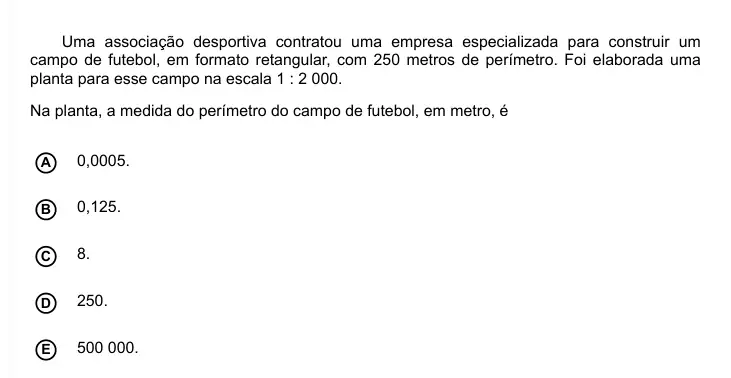 Uma associação desportiva contratou uma empresa especializada para construir um
campo de futebol, em formato retangular, com 250 metros de perímetro. Foi elaborada uma
planta para esse campo na escala 1 : 2 000.
Na planta, a medida do perímetro do campo de futebol, em metro, é
A 0,0005.
B 0,125.
C 8.
D 250.
E 500 000.